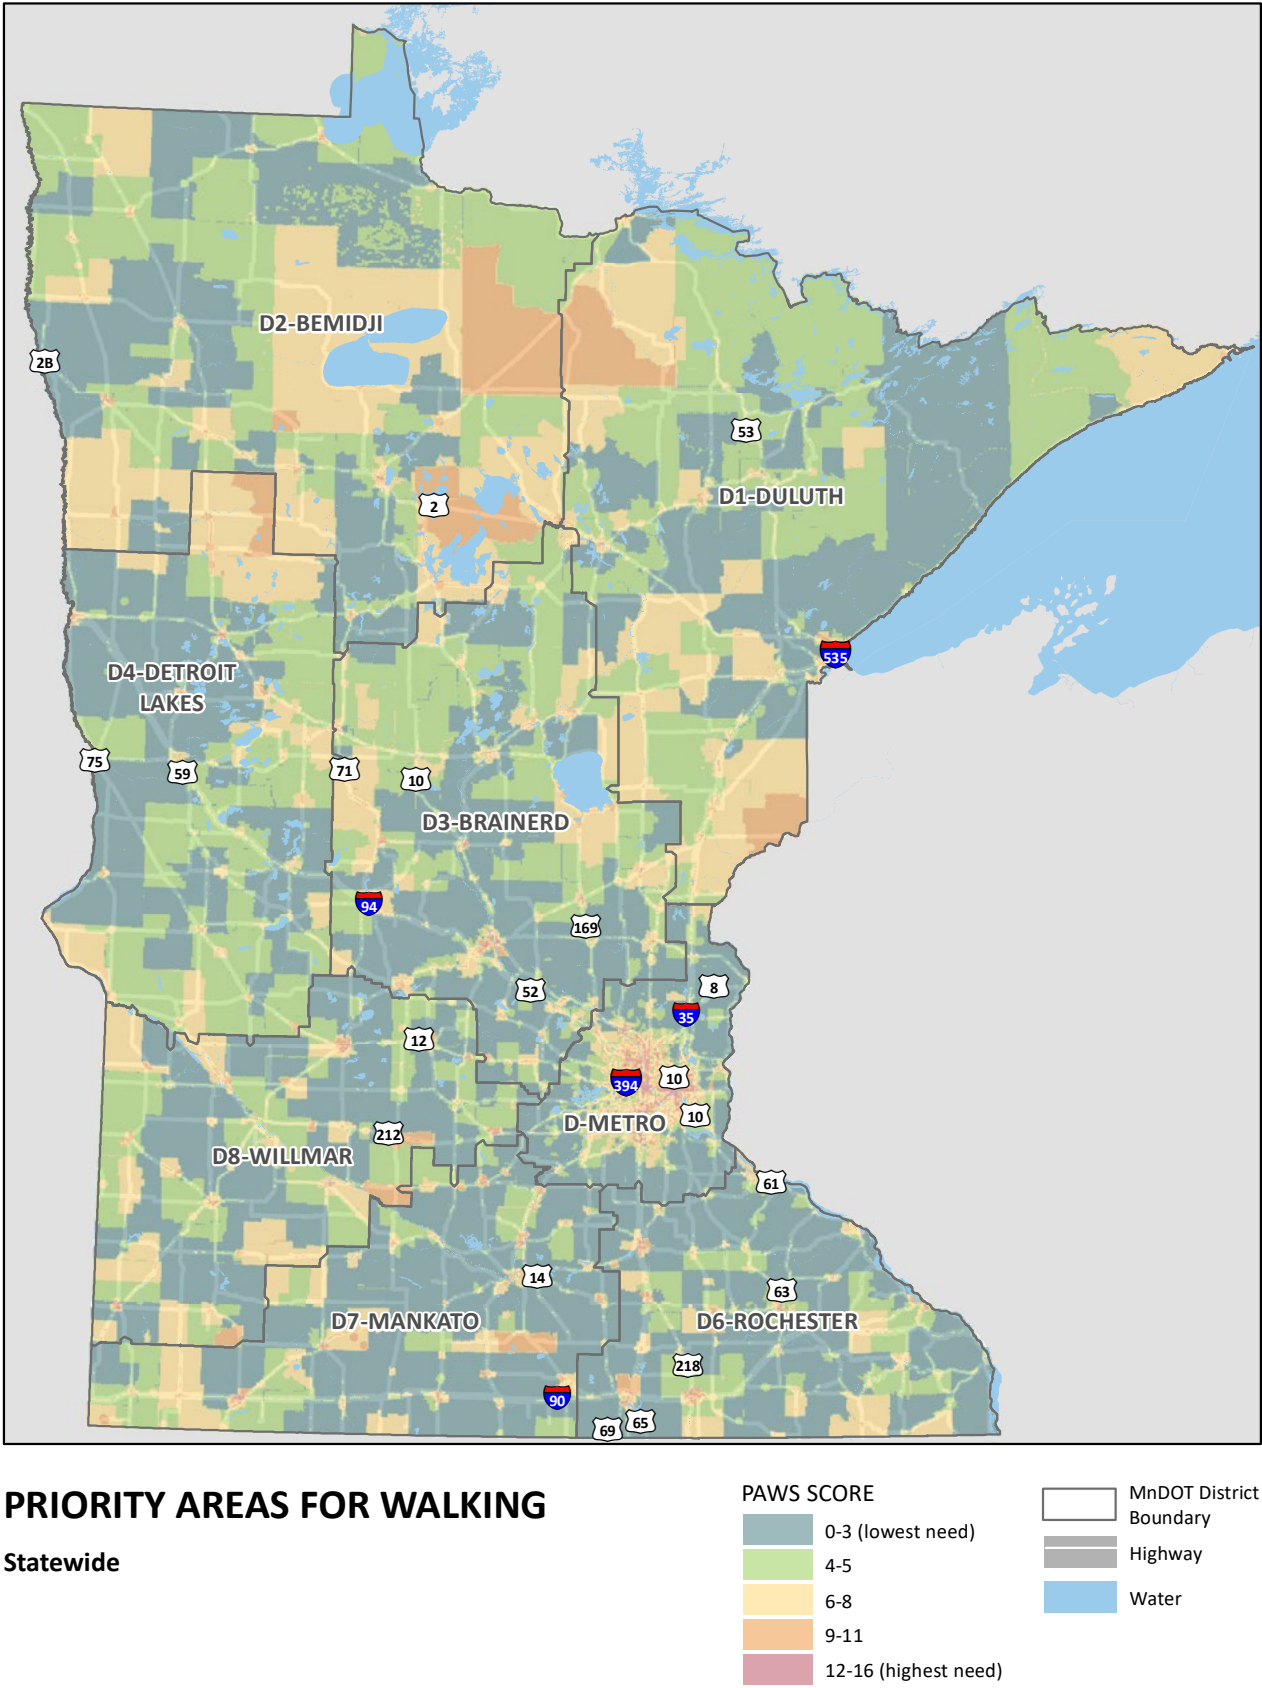 D2-BEMIDJI
2B
53
2
D1-DULUTH
535
D4-DETROIT
LAKES
75
59
71
10
D3-BRAINERD
94
169
52
8
35
12
394
10
10
D-METRO
212
D8-WILLMAR
61
14
63
D7-MANKATO
D6-ROCHESTER
218
90
69
65
PRIORITY AREAS FOR WALKING
Statewide
PAWS SCORE
0-3 (lowest need)
4-5
6-8
9-11
12-16 (highest need)
MnDOT District
Boundary
Highway
Water